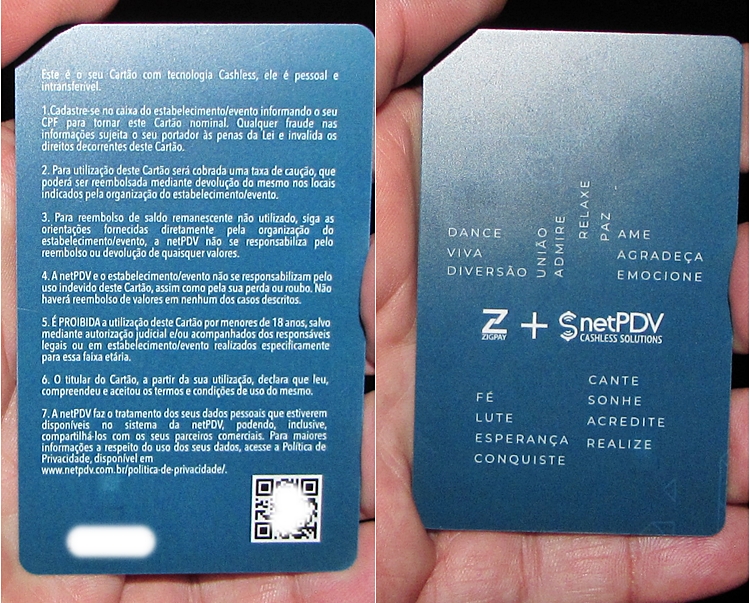 Este é o seu Cartão com tecnologia Cashless, ele é pessoal e
intransferível.
1.Cadastre-se no caixa do estabelecimento/evento informando o seu
CPF para tornar este Cartão nominal. Qualquer fraude nas
informações sujeita o seu portador às penas da Lei e invalida os
direitos decorrentes deste Cartão.
2. Para utilização deste Cartão será cobrada uma taxa de caução, que
poderá ser reembolsada mediante devolução do mesmo nos locais
indicados pela organização do estabelecimento/evento.
3. Para reembolso de saldo remanescente não utilizado, siga as
orientações fornecidas diretamente pela organização do
estabelecimento/evento, a netPDV não se responsabiliza pelo
reembolso ou devolução de quaisquer valores.
4. A netPDV e o estabelecimento/evento não se responsabilizam pelo
uso indevido deste Cartão, assim como pela sua perda ou roubo. Não
haverá reembolso de valores em nenhum dos casos descritos.
5. É PROIBIDA a utilização deste Cartão por menores de 18 anos, salvo
mediante autorização judicial e/ou acompanhados dos responsáveis
legais ou em estabelecimento/evento realizados especificamente
para essa faixa etária.
6. O titular do Cartão, a partir da sua utilização, declara que leu,
compreendeu e aceitou os termos e condições de uso do mesmo.
7. A netPDV faz o tratamento dos seus dados pessoais que estiverem
disponíveis no sistema da netPDV, podendo, inclusive,
compartilhá-los com os seus parceiros comerciais. Para maiores
informações a respeito do uso dos seus dados, acesse a Política de
Privacidade, disponível em
www.netpdv.com.br/politica-de-privacidade/.
DANCE
VIVA
DIVERSÃO
UNIÃO
ADMIRE
RELAXE
PAZ
AME
AGRADEÇA
EMOCIONE
Z + netPDV
ZIGPAY CASHLESS SOLUTIONS
FÉ
LUTE
ESPERANÇA
CONQUISTE
CANTE
SONHE
ACREDITE
REALIZE